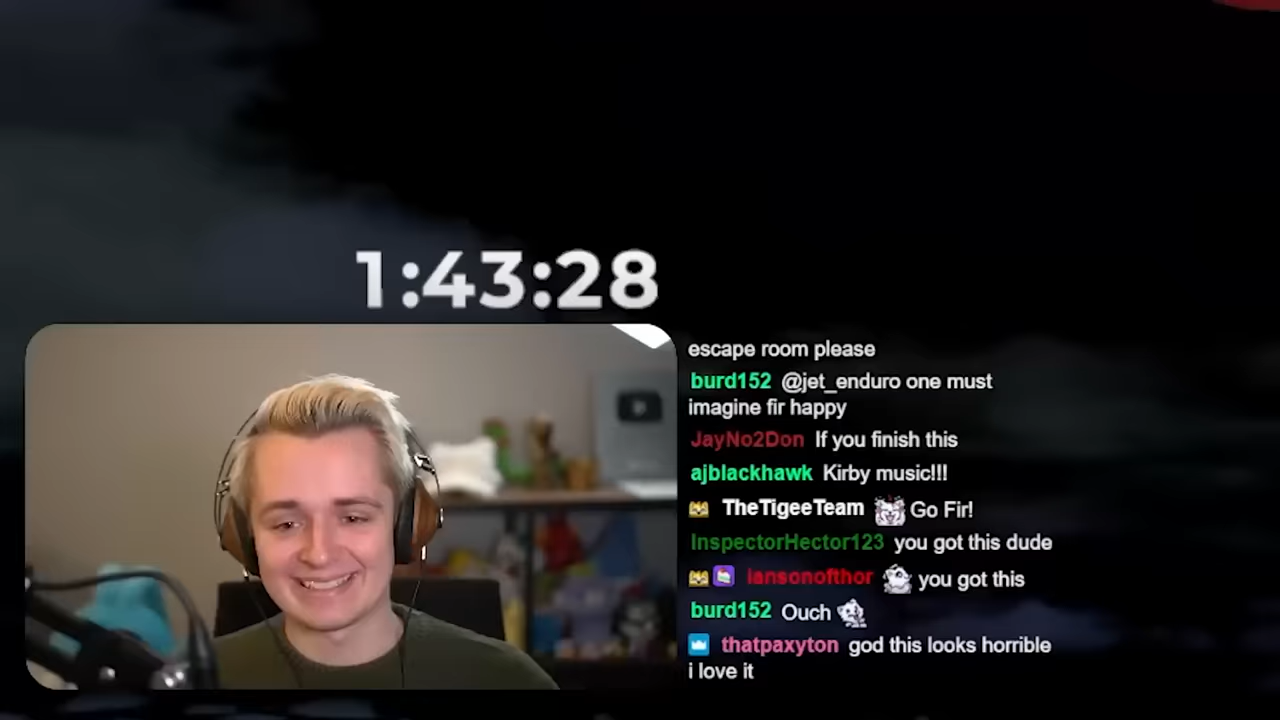 1:43:28
escape room please
burd152 @jet_enduro one must
imagine fir happy
JayNo2Don If you finish this
ajblackhawk Kirby music!!!
TheTigeeTeam Go Fir!
InspectorHector123 you got this dude
iansonofthor you got this
burd152 Ouch
thatpaxyton god this looks horrible
i love it